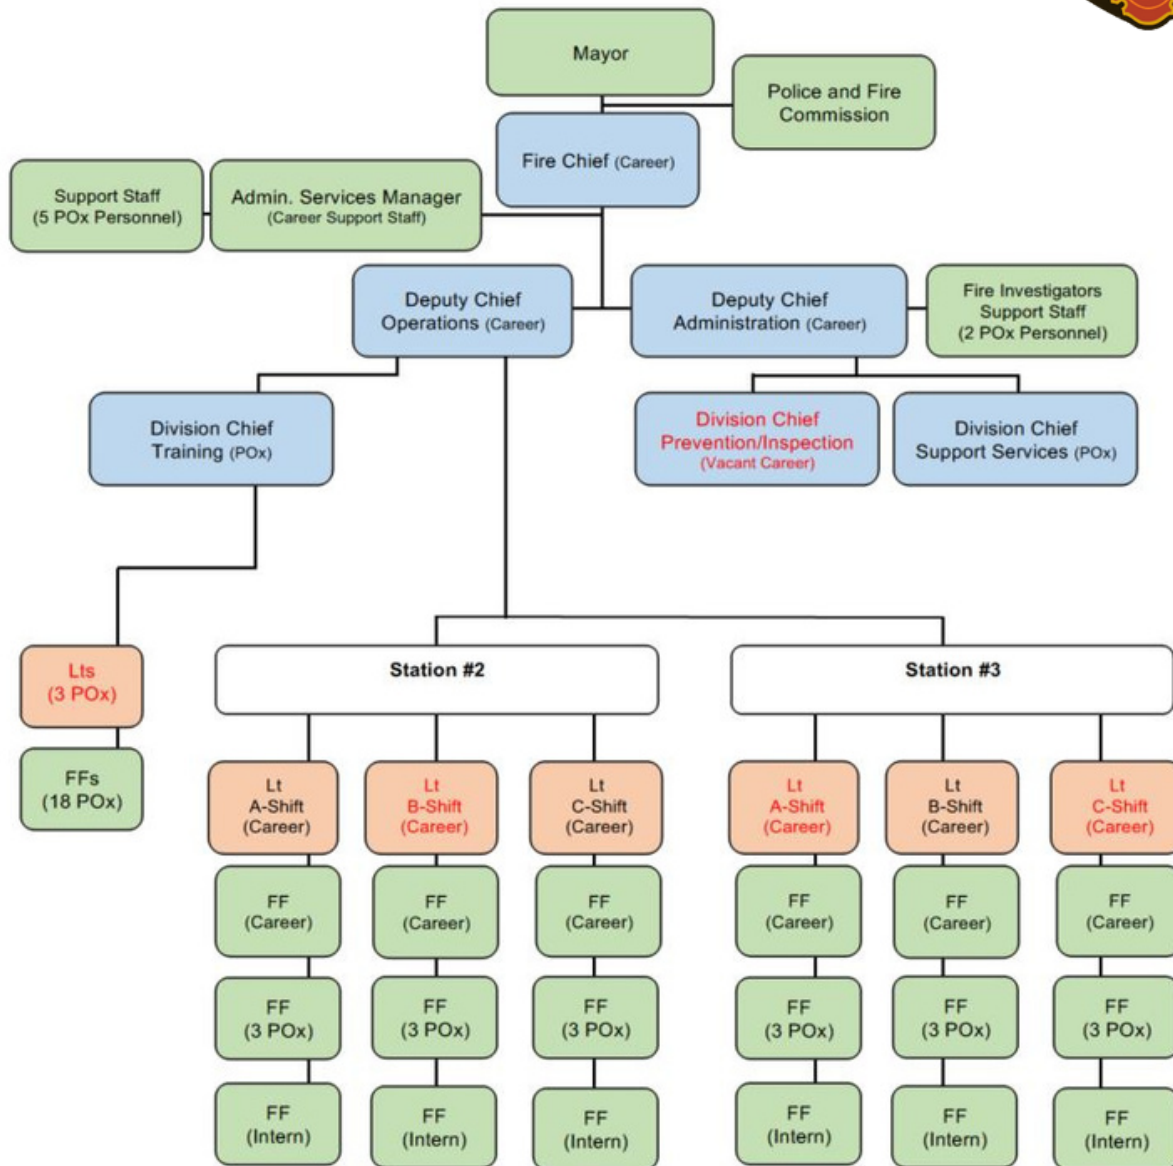 Mayor
Police and Fire
Commission
Fire Chief (Career)
Support Staff
(5 POx Personnel)
Admin. Services Manager
(Career Support Staff)
Deputy Chief
Operations (Career)
Deputy Chief
Administration (Career)
Fire Investigators
Support Staff
(2 POx Personnel)
Division Chief
Training (POx)
Division Chief
Prevention/Inspection
(Vacant Career)
Division Chief
Support Services (POx)
Lts
(3 POx)
FFs
(18 POx)
Station #2
Station #3
Lt
A-Shift
(Career)
Lt
B-Shift
(Career)
Lt
C-Shift
(Career)
Lt
A-Shift
(Career)
Lt
B-Shift
(Career)
Lt
C-Shift
(Career)
FF
(Career)
FF
(Career)
FF
(Career)
FF
(Career)
FF
(Career)
FF
(Career)
FF
(3 POx)
FF
(3 POx)
FF
(3 POx)
FF
(3 POx)
FF
(3 POx)
FF
(3 POx)
FF
(Intern)
FF
(Intern)
FF
(Intern)
FF
(Intern)
FF
(Intern)
FF
(Intern)